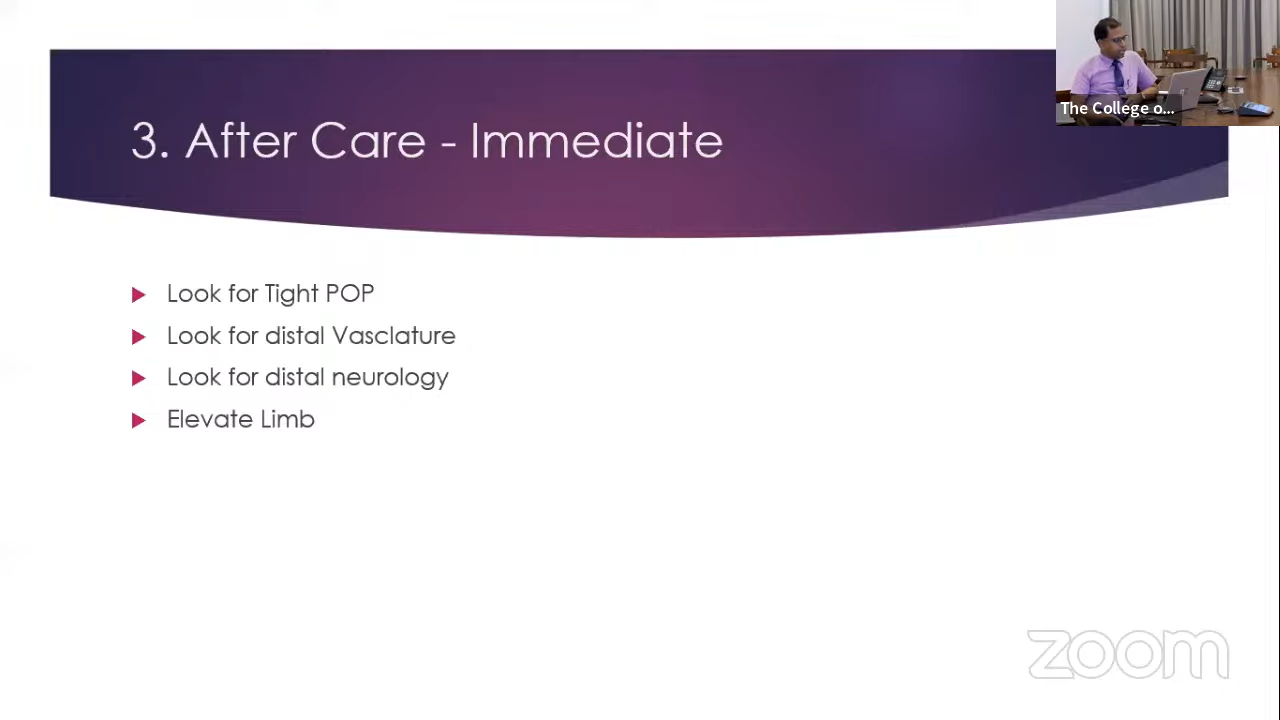 The College o...
3. After Care - Immediate
Look for Tight POP
Look for distal Vasclature
Look for distal neurology
Elevate Limb
zoom